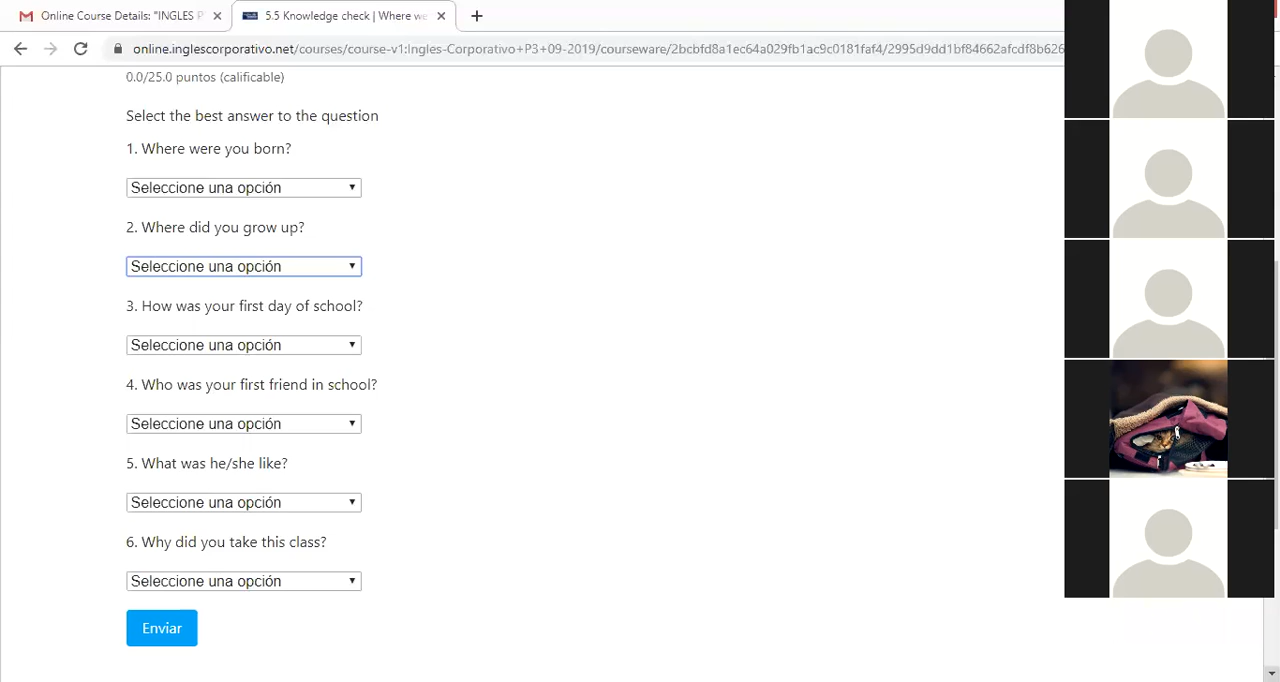 Online Course Details: "INGLES P
5.5 Knowledge check | Where we
online.inglescorporativo.net/courses/course-v1:Ingles-Corporativo+P3+09-2019/courseware/2bcbfd8a1ec64a029fb1ac9c0181faf4/2995d9dd1bf84662afcdf8b626
0.0/25.0 puntos (calificable)
Select the best answer to the question
1. Where were you born?
Seleccione una opción
2. Where did you grow up?
Seleccione una opción
3. How was your first day of school?
Seleccione una opción
4. Who was your first friend in school?
Seleccione una opción
5. What was he/she like?
Seleccione una opción
6. Why did you take this class?
Seleccione una opción
Enviar